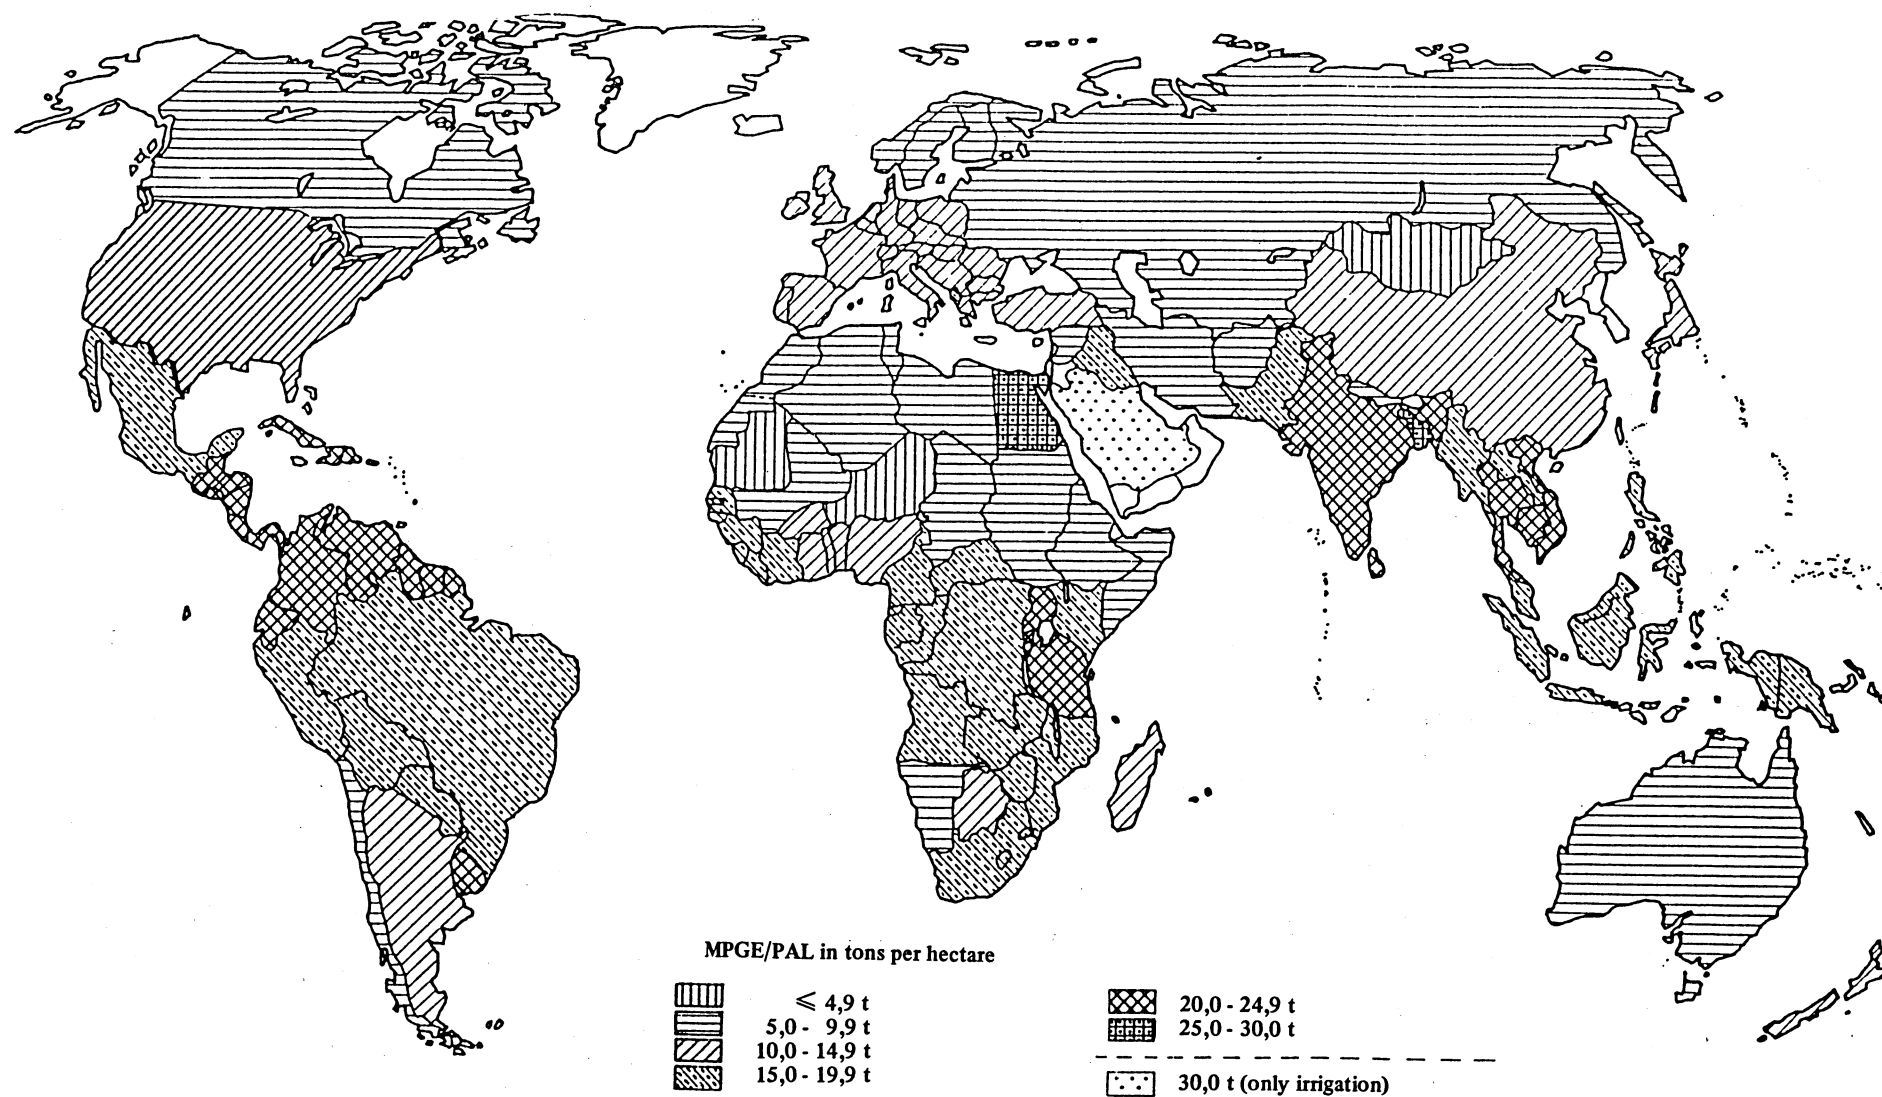 MPGE/PAL in tons per hectare
⩽ 4,9 t
5,0 - 9,9 t
10,0 - 14,9 t
15,0 - 19,9 t
20,0 - 24,9 t
25,0 - 30,0 t
30,0 t (only irrigation)